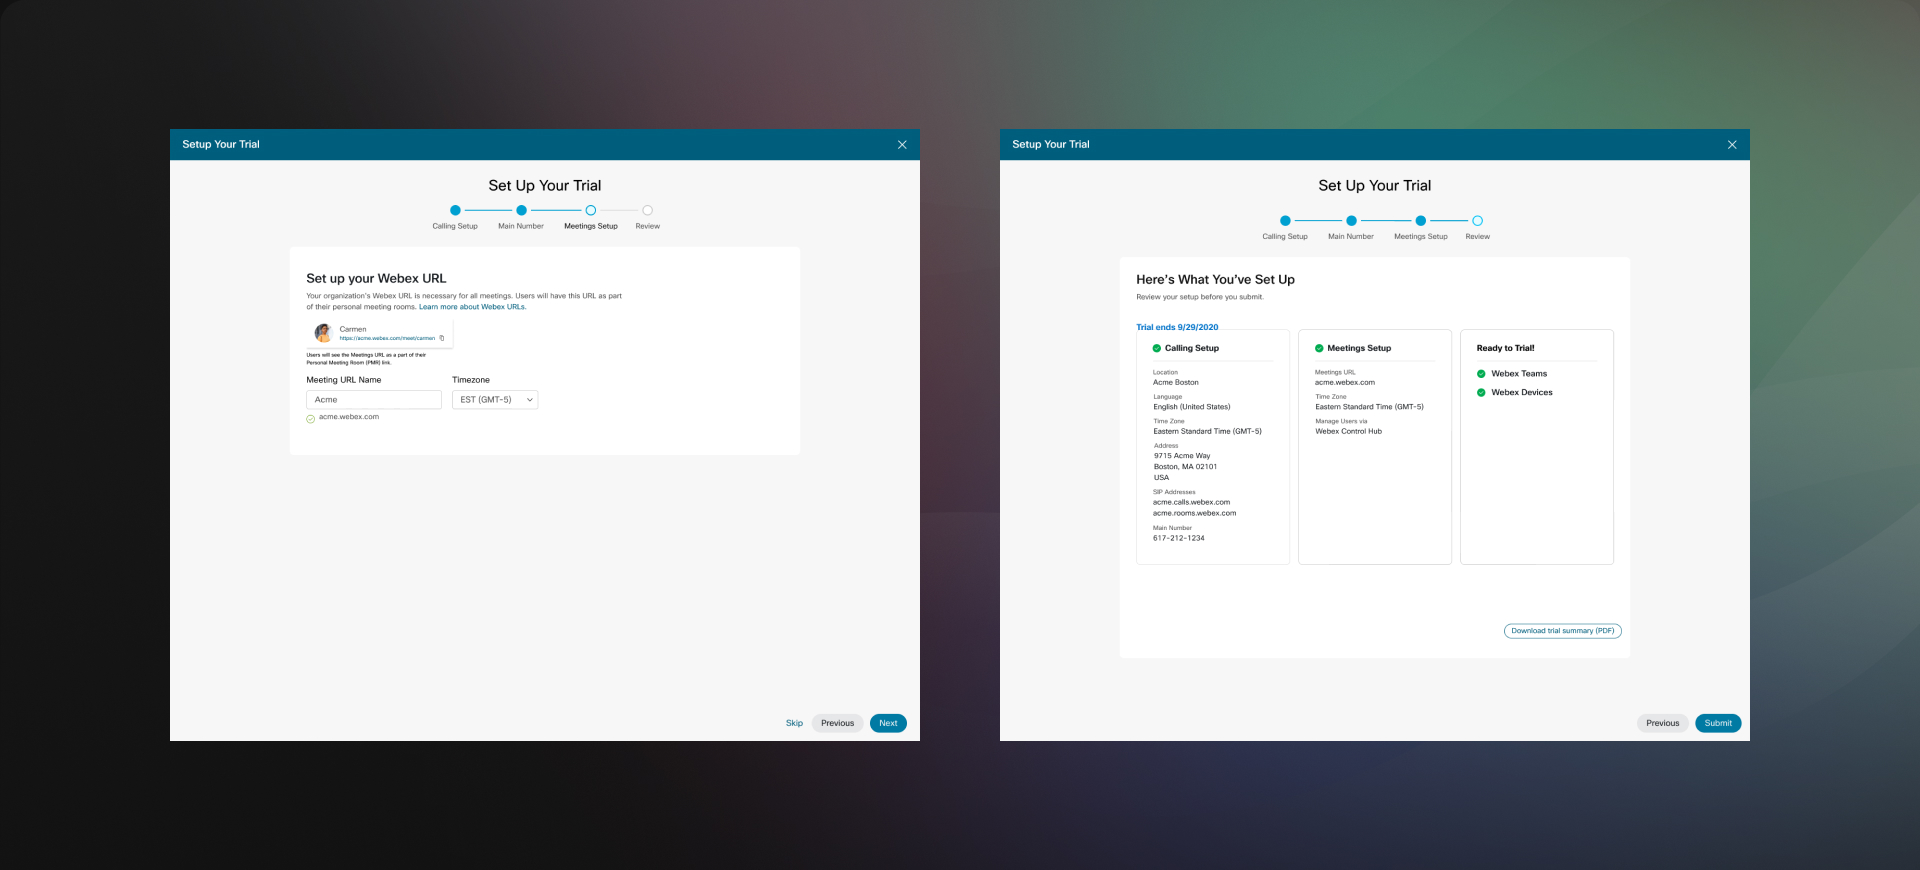 Setup Your Trial
Set Up Your Trial
Calling Setup
Main Number
Meetings Setup
Review
Set up your Webex URL
Your organization's Webex URL is necessary for all meetings. Users will have this URL as part
of their personal meeting rooms. Learn more about Webex URLs.
Carmen
https://acme.webex.com/meet/carmen
Users will see the Meetings URL as a part of their
Personal Meeting Room (PMR) link.
Meeting URL Name
Timezone
Acme
EST (GMT-5)
acme.webex.com
Skip
Previous
Next
Setup Your Trial
Set Up Your Trial
Calling Setup
Main Number
Meetings Setup
Review
Here's What You've Set Up
Review your setup before you submit.
Trial ends 9/29/2020
Calling Setup
Location
Acme Boston
Language
English (United States)
Time Zone
Eastern Standard Time (GMT-5)
Address
9715 Acme Way
Boston, MA 02101
USA
SIP Addresses
acme.calls.webex.com
acme.rooms.webex.com
Main Number
617-212-1234
Meetings Setup
Meetings URL
acme.webex.com
Time Zone
Eastern Standard Time (GMT-5)
Manage Users via
Webex Control Hub
Ready to Trial!
Webex Teams
Webex Devices
Download trial summary (PDF)
Previous
Submit